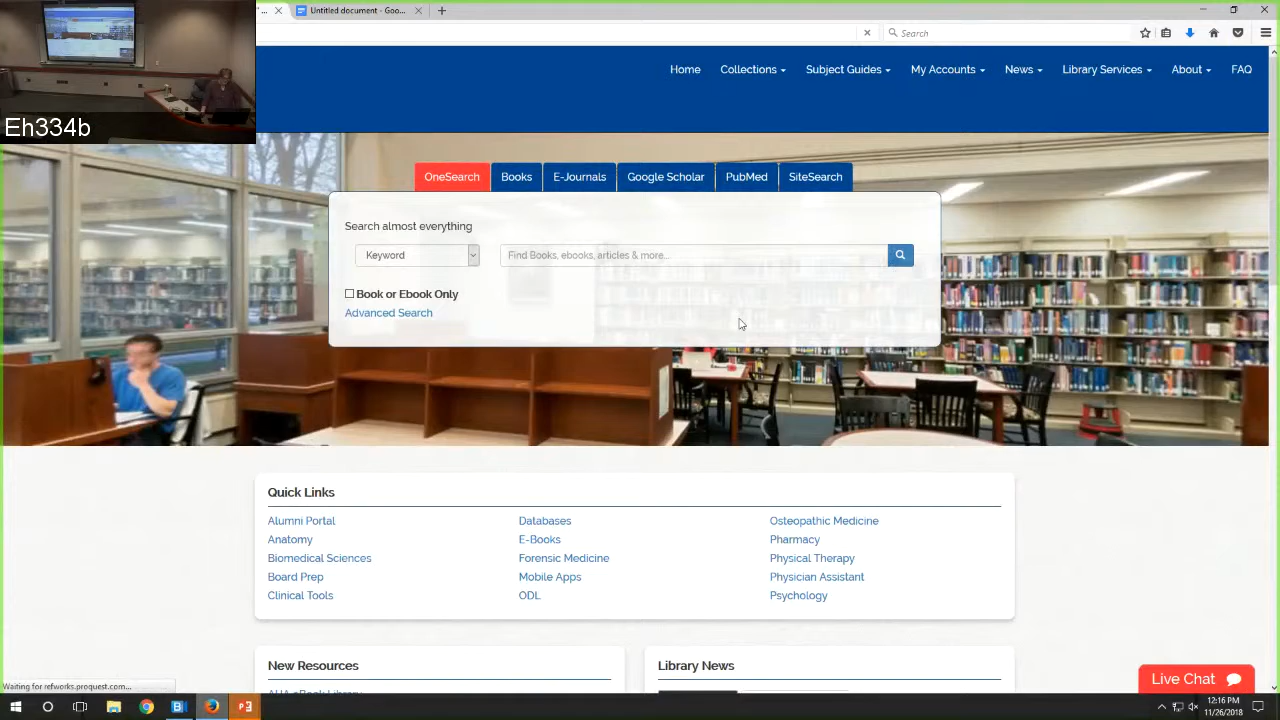 Untitled document - Goo...
Search
Home Collections Subject Guides My Accounts News Library Services About FAQ
Eh334b
OneSearch Books E-Journals Google Scholar PubMed SiteSearch
Search almost everything
Keyword Find Books, ebooks, articles & more...
Book or Ebook Only
Advanced Search
Quick Links
Alumni Portal Databases Osteopathic Medicine
Anatomy E-Books Pharmacy
Biomedical Sciences Forensic Medicine Physical Therapy
Board Prep Mobile Apps Physician Assistant
Clinical Tools ODL Psychology
New Resources Library News
Live Chat
Waiting for refworks.proquest.com...
12:16 PM
11/26/2018